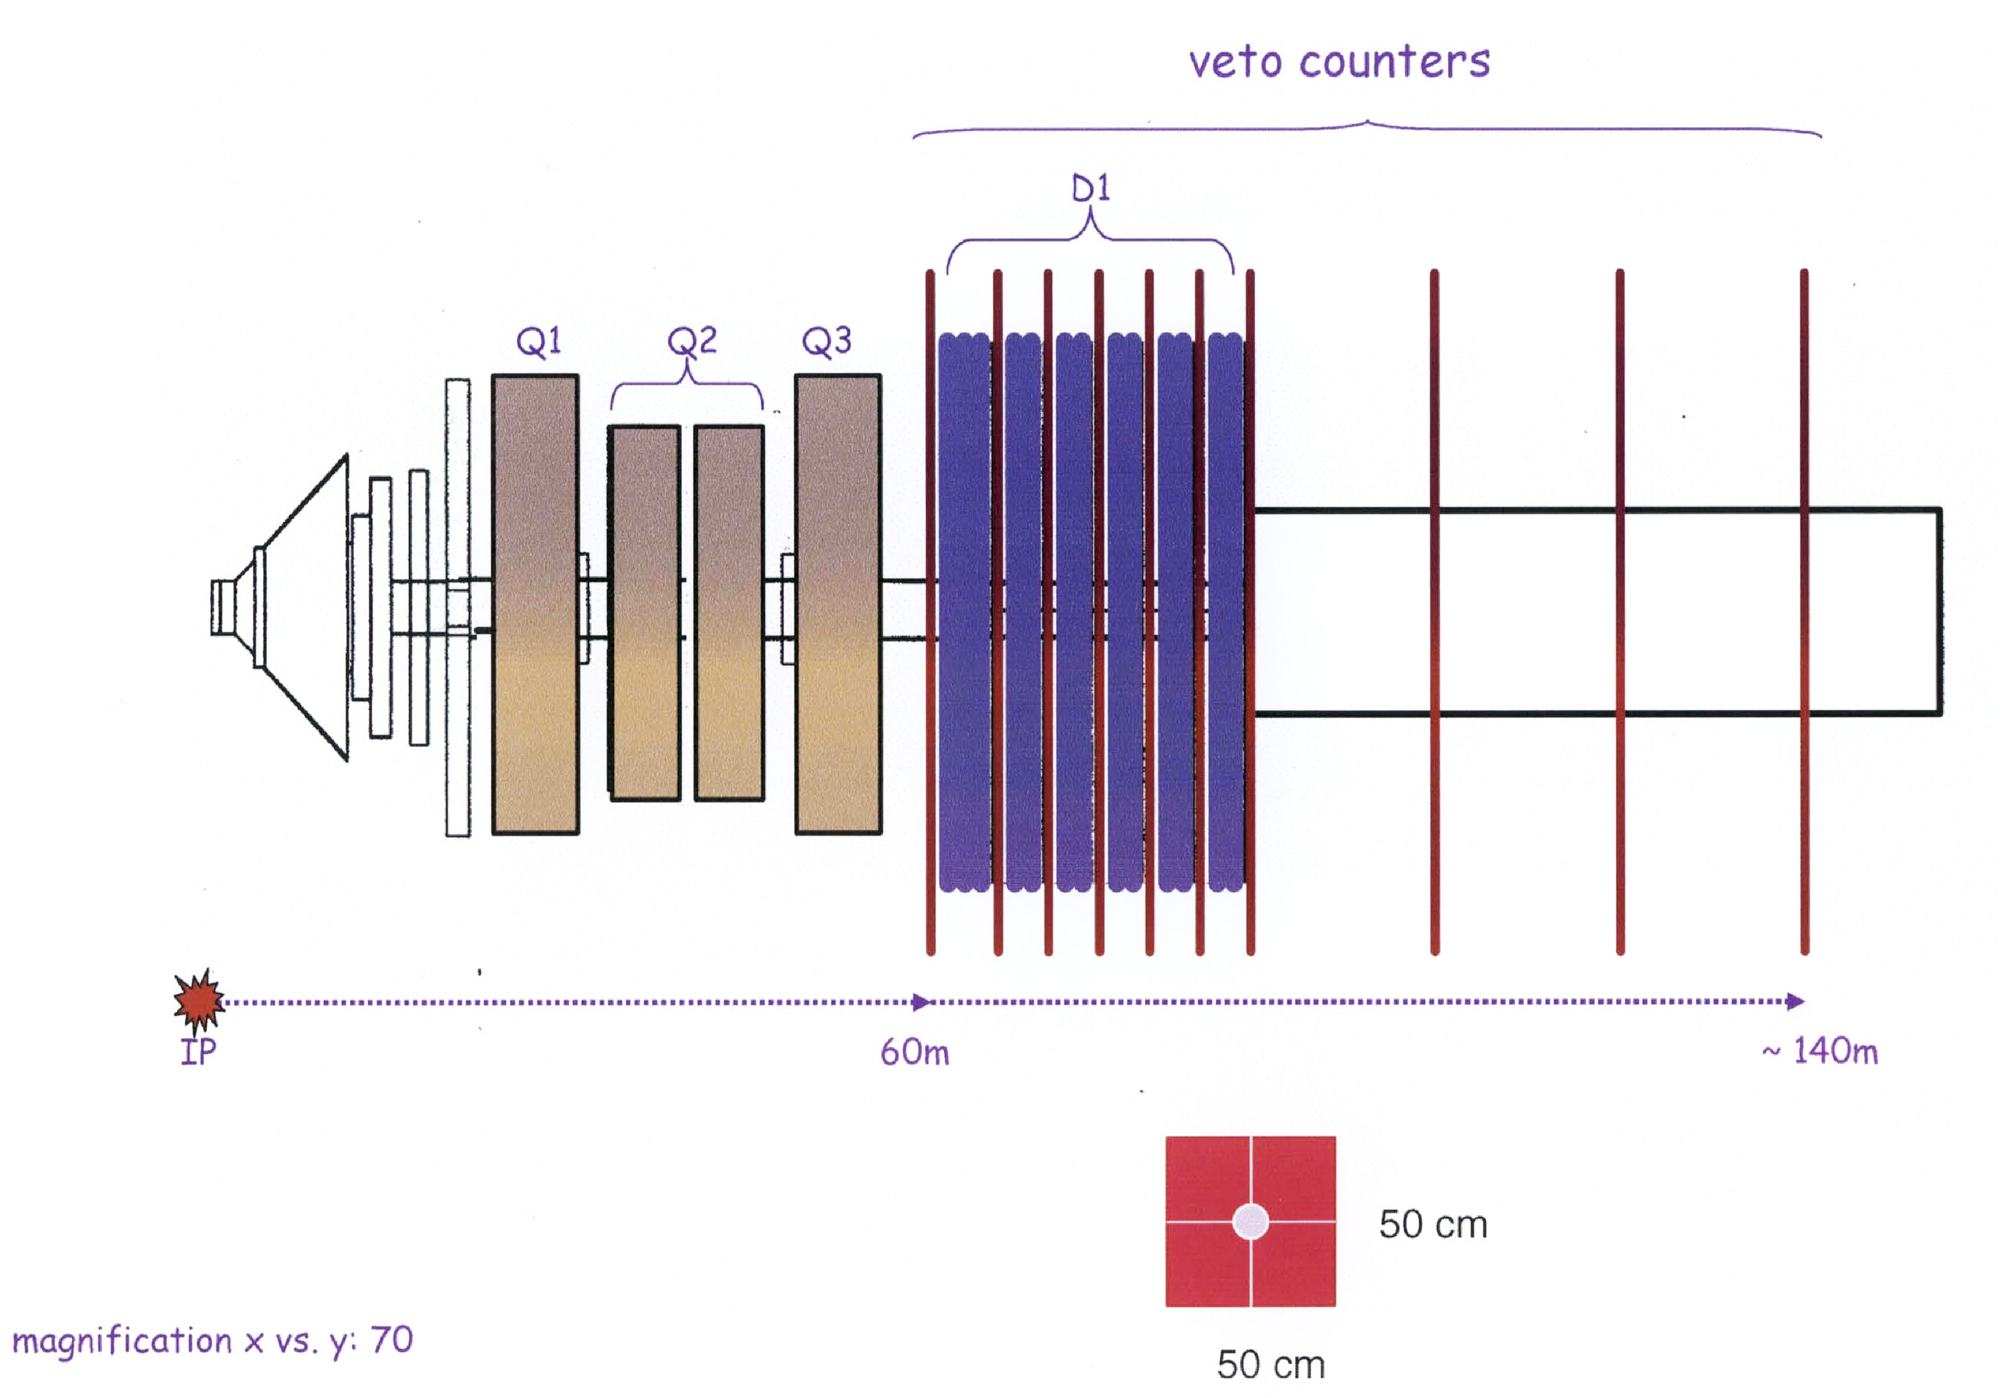 veto counters
D1
Q1
Q2
Q3
IP
60m
~ 140m
50 cm
50 cm
magnification x vs. y: 70